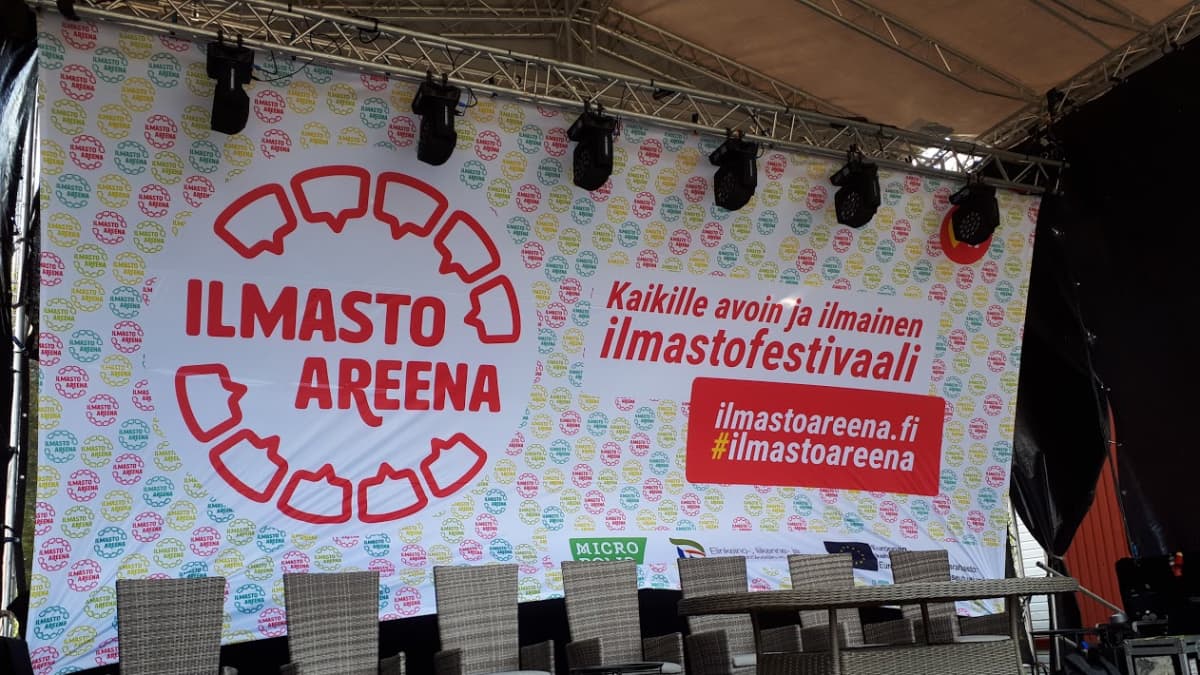 ILMASTO
AREENA
Kaikille avoin ja ilmainen
ilmastofestivaali
ilmastoareena.fi
#ilmastoareena
MICRO